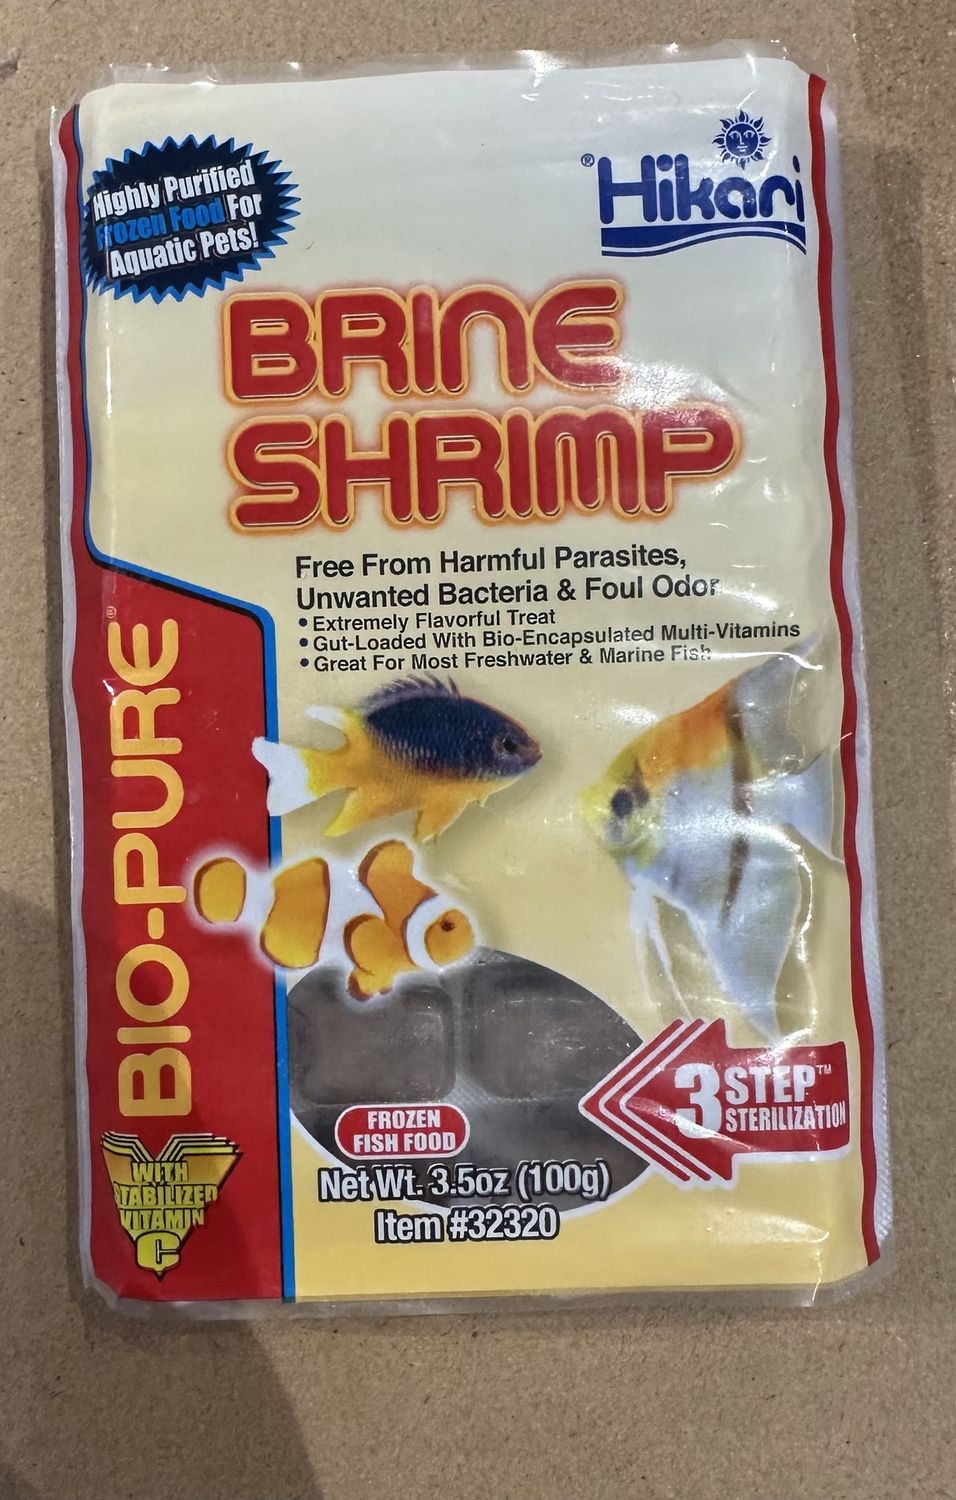 Highly Purified
Frozen Food For
Aquatic Pets!
® Hikari
BRINE
SHRIMP
Free From Harmful Parasites,
Unwanted Bacteria & Foul Odor
• Extremely Flavorful Treat
• Gut-Loaded With Bio-Encapsulated Multi-Vitamins
• Great For Most Freshwater & Marine Fish
BIO-PURE®
3 STEP™
STERILIZATION
FROZEN
FISH FOOD
Net Wt. 3.5oz (100g)
Item #32320
WITH
STABILIZED
VITAMIN
C